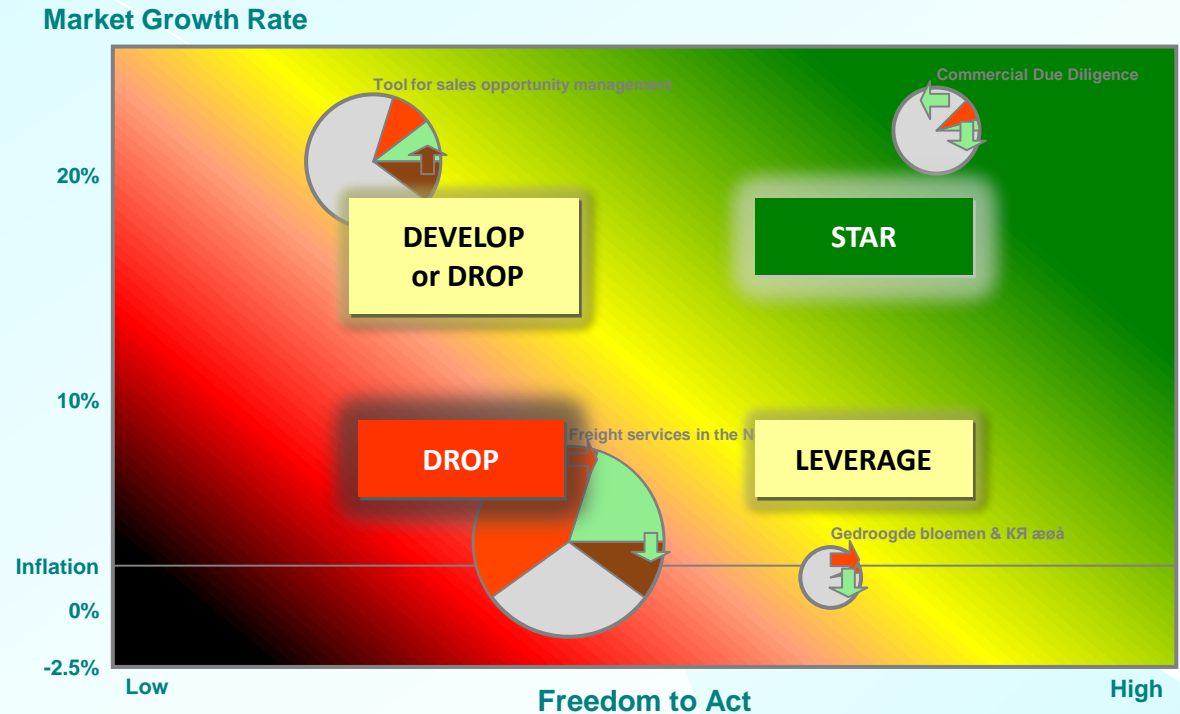 Market Growth Rate
Tool for sales opportunity management
Commercial Due Diligence
20%
DEVELOP
or DROP
STAR
10%
Freight services in the N
DROP
LEVERAGE
Gedroogde bloemen & КЯ æøå
Inflation
0%
-2.5%
Low
Freedom to Act
High